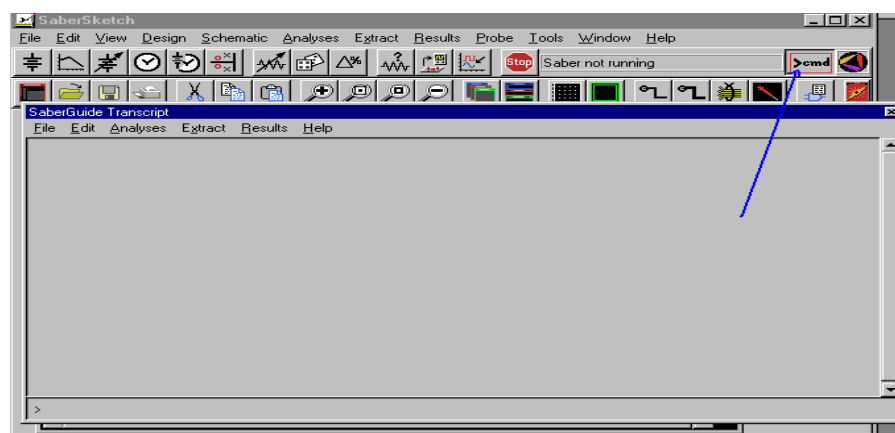 SaberSketch
File Edit View Design Schematic Analyses Extract Results Probe Tools Window Help
Stop Saber not running >cmd
SaberGuide Transcript
File Edit Analyses Extract Results Help
>